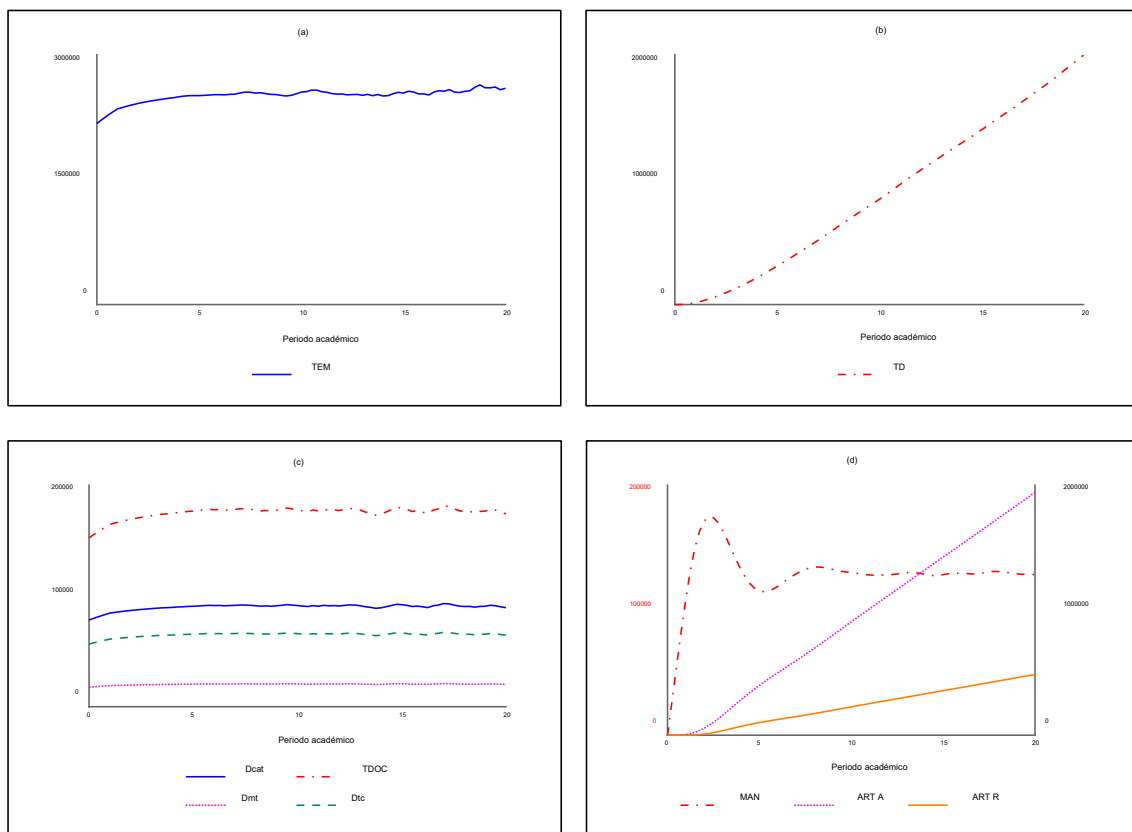 (a)
3000000
1500000
0
0 5 10 15 20
Periodo académico
TEM
(b)
2000000
1000000
0
0 5 10 15 20
Periodo académico
TD
(c)
200000
100000
0
0 5 10 15 20
Periodo académico
Dcat TDOC
Dmt Dtc
(d)
200000 2000000
100000 1000000
0 0
0 5 10 15 20
Periodo académico
MAN ART A ART R